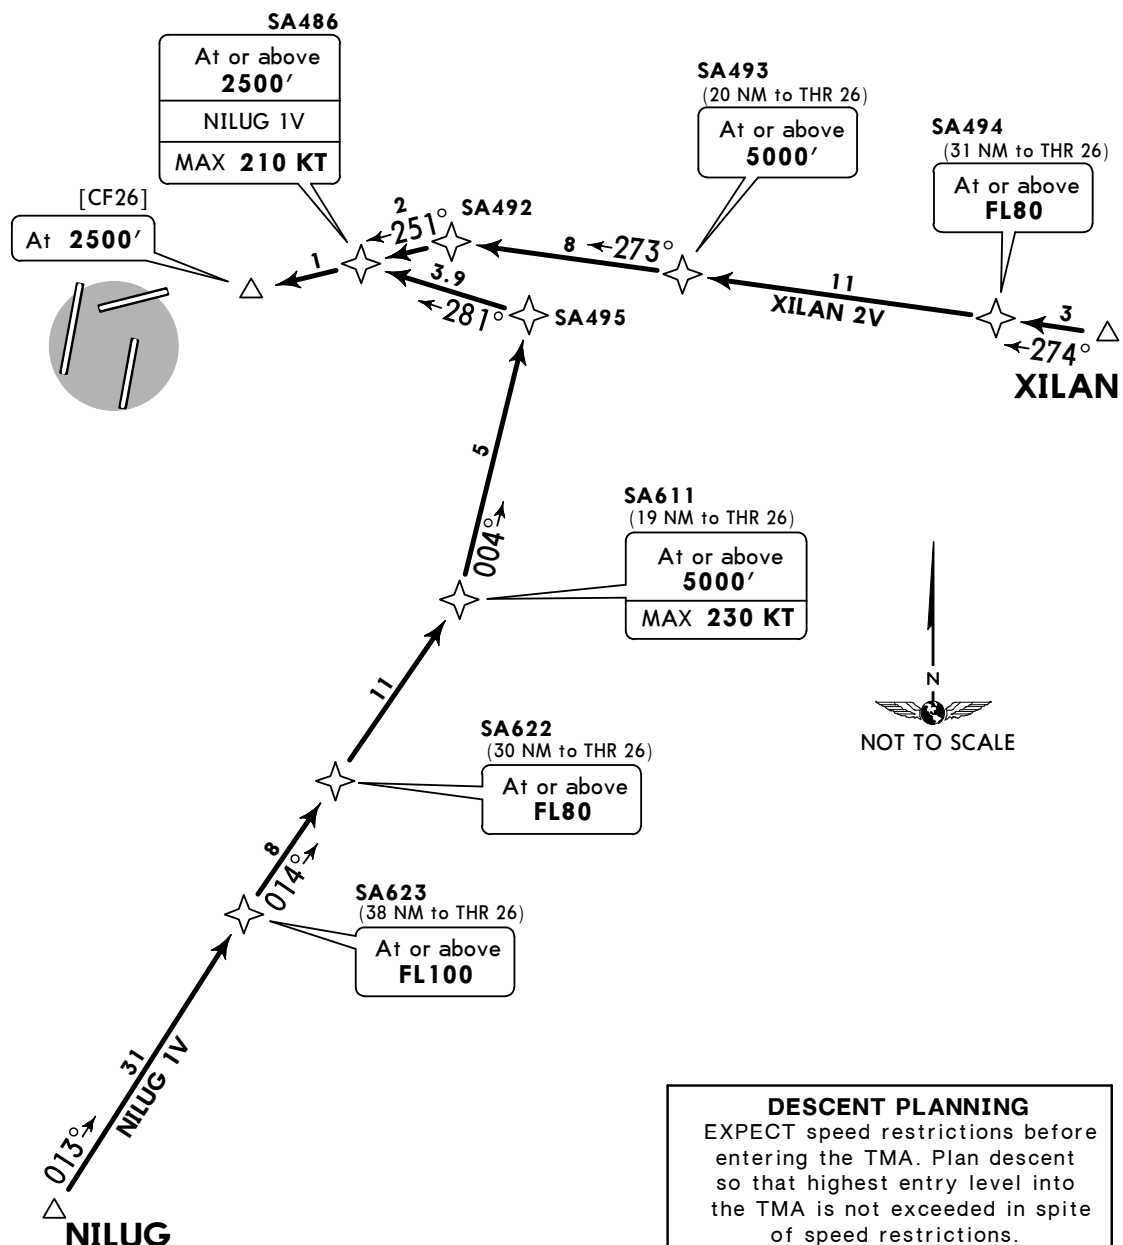 SA486
At or above
2500′
NILUG 1V
MAX 210 KT
SA493
(20 NM to THR 26)
At or above
5000′
SA494
(31 NM to THR 26)
At or above
FL80
[CF26]
At 2500′
2
251°
SA492
8
273°
1
3.9
281°
SA495
11
XILAN 2V
3
274°
XILAN
5
004°
SA611
(19 NM to THR 26)
At or above
5000′
MAX 230 KT
N
NOT TO SCALE
11
SA622
(30 NM to THR 26)
At or above
FL80
8
014°
SA623
(38 NM to THR 26)
At or above
FL100
31
NILUG 1V
013°
NILUG
DESCENT PLANNING
EXPECT speed restrictions before
entering the TMA. Plan descent
so that highest entry level into
the TMA is not exceeded in spite
of speed restrictions.